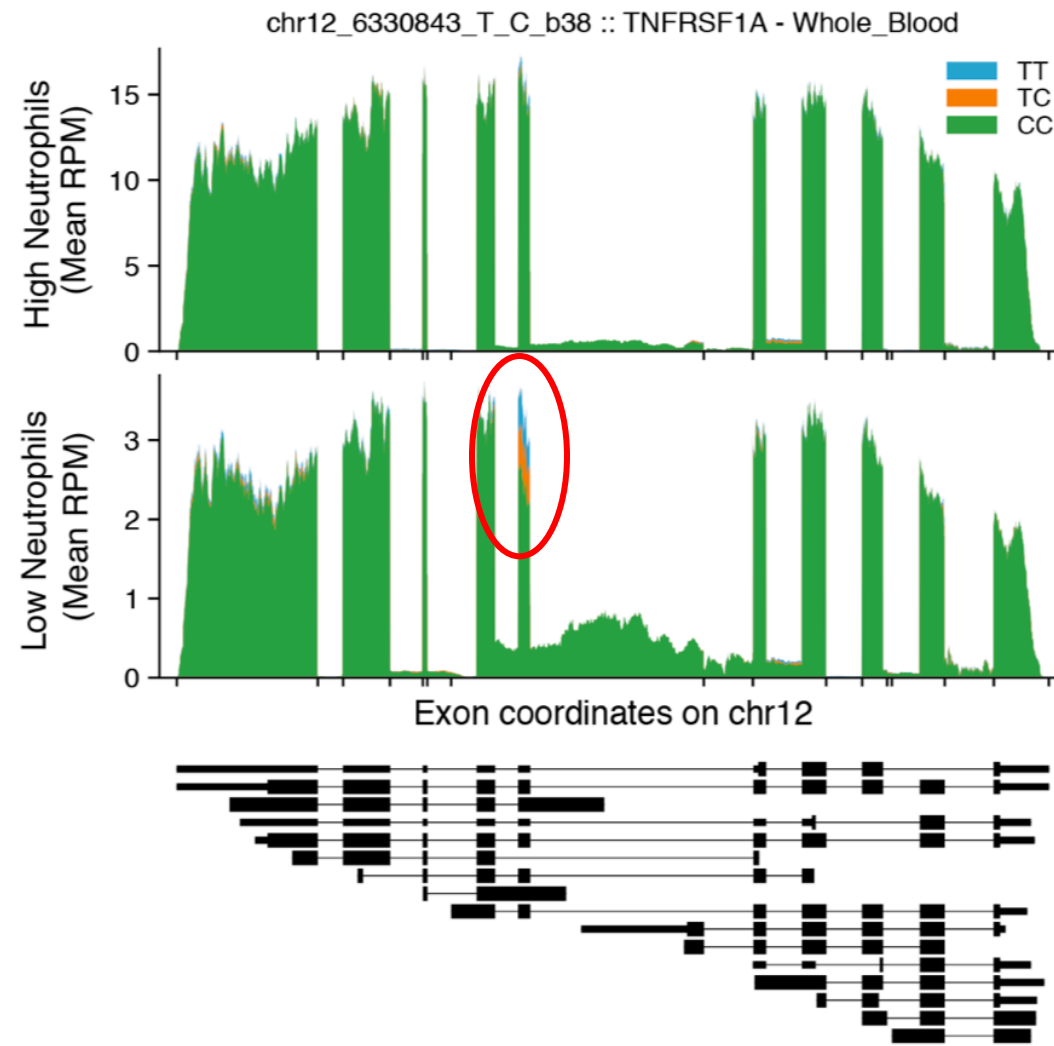 chr12_6330843_T_C_b38 :: TNFRSF1A - Whole_Blood
TT
TC
CC
High Neutrophils
(Mean RPM)
15
10
5
0
Low Neutrophils
(Mean RPM)
3
2
1
0
Exon coordinates on chr12